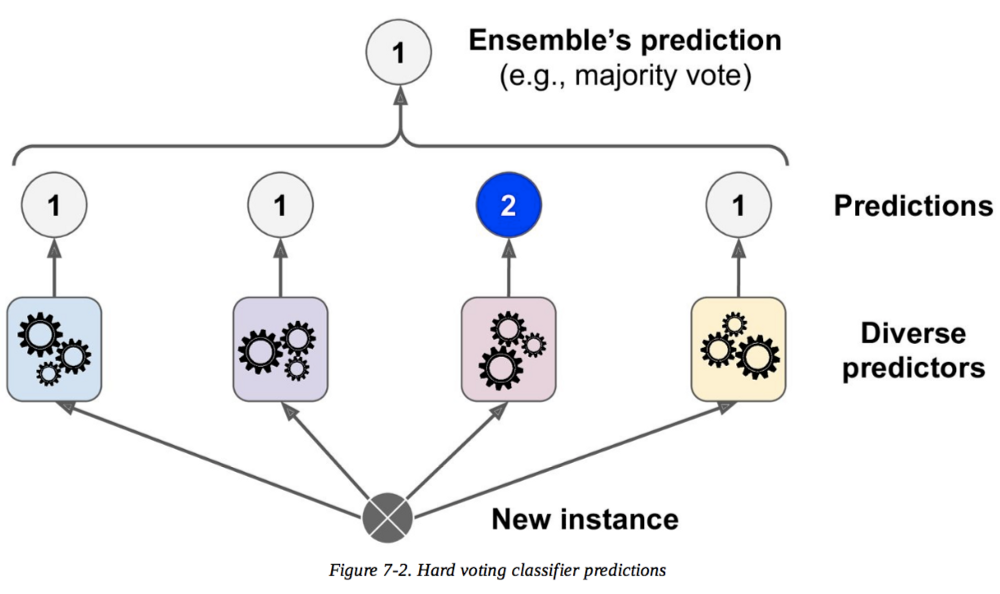 1
Ensemble's prediction
(e.g., majority vote)
1 1 2 1
Predictions
Diverse
predictors
New instance
Figure 7-2. Hard voting classifier predictions